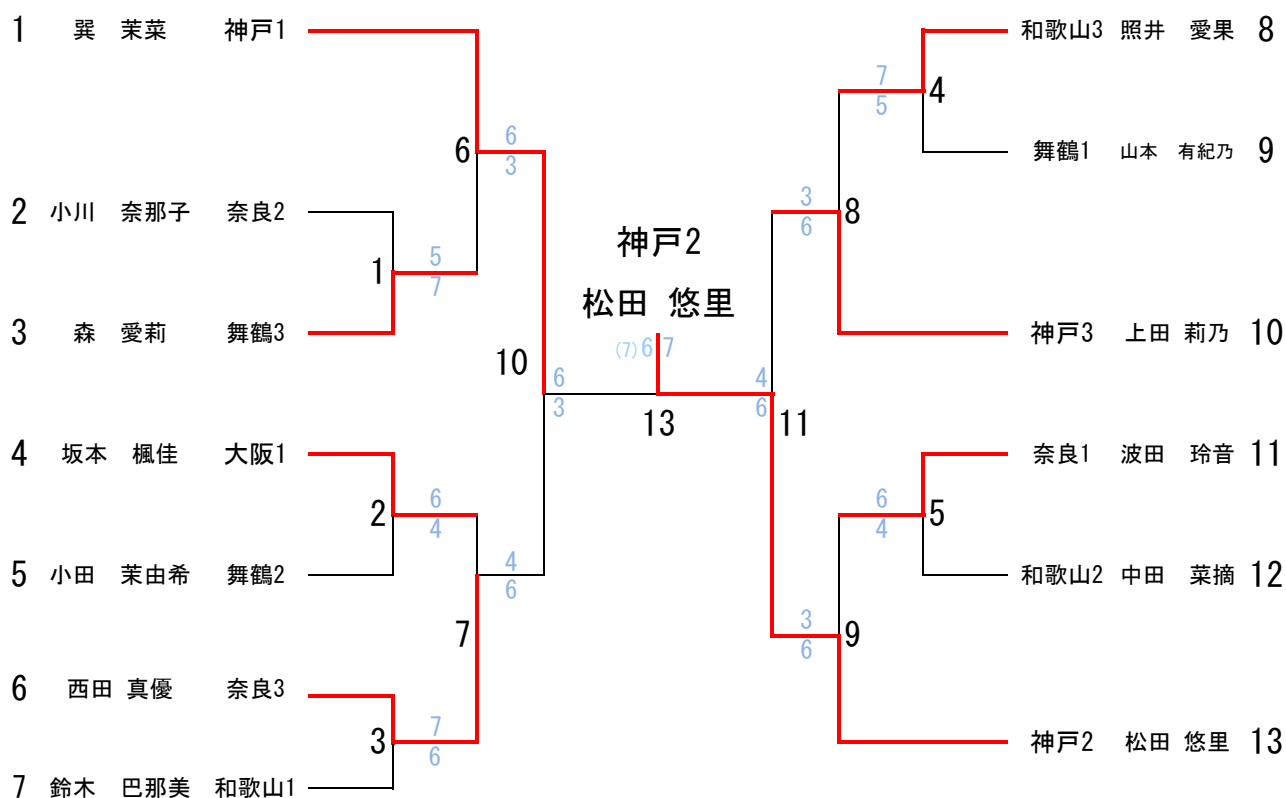 1 巽 茉菜 神戸1
6
6
3
2 小川 奈那子 奈良2
1
5
7
3 森 愛莉 舞鶴3
10
6
3
4 坂本 楓佳 大阪1
2
6
4
5 小田 茉由希 舞鶴2
4
6
7
6 西田 真優 奈良3
3
7
6
7 鈴木 巴那美 和歌山1
神戸2
松田 悠里
(7) 6 7
13
和歌山3 照井 愛果 8
7
5
4
舞鶴1 山本 有紀乃 9
3
6
8
神戸3 上田 莉乃 10
4
6
11
奈良1 波田 玲音 11
6
4
5
和歌山2 中田 菜摘 12
3
6
9
神戸2 松田 悠里 13